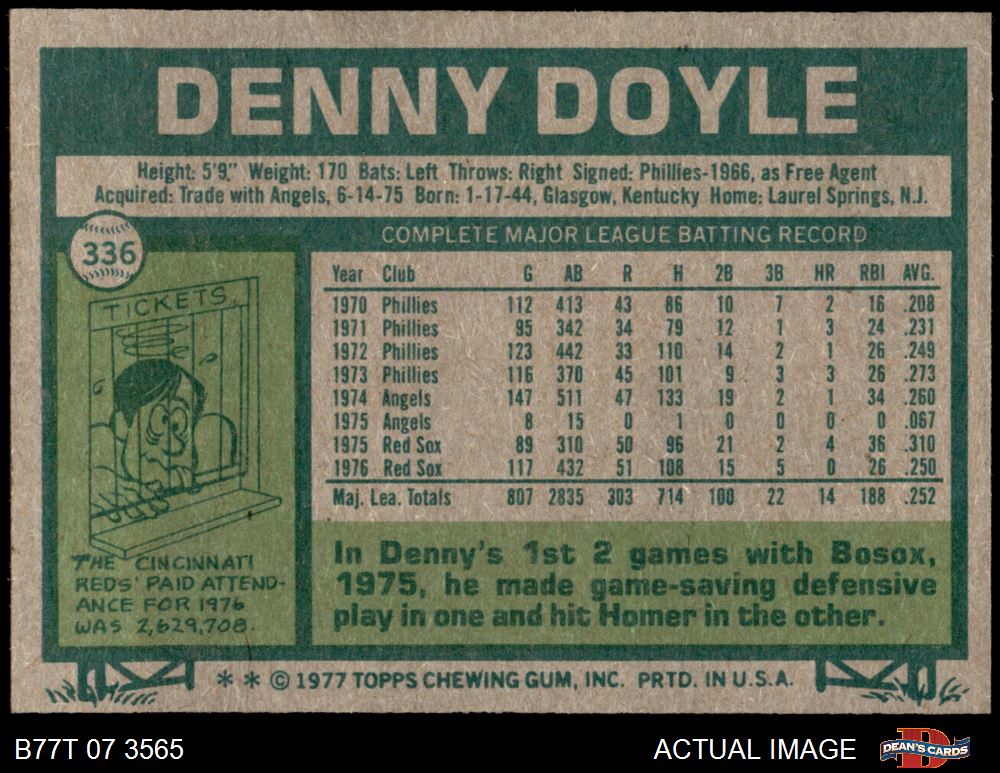 DENNY DOYLE
Height: 5'9" Weight: 170 Bats: Left Throws: Right Signed: Phillies-1966, as Free Agent
Acquired: Trade with Angels, 6-14-75 Born: 1-17-44, Glasgow, Kentucky Home: Laurel Springs, N.J.
336
COMPLETE MAJOR LEAGUE BATTING RECORD
Year Club G AB R H 2B 3B HR RBI AVG.
1970 Phillies 112 413 43 86 10 7 2 16 .208
1971 Phillies 95 342 34 79 12 1 3 24 .231
1972 Phillies 123 442 33 110 14 2 1 26 .249
1973 Phillies 116 370 45 101 9 3 3 26 .273
1974 Angels 147 511 47 133 19 2 1 34 .260
1975 Angels 8 15 0 1 0 0 0 0 .067
1975 Red Sox 89 310 50 96 21 2 4 36 .310
1976 Red Sox 117 432 51 108 15 5 0 26 .250
Maj. Lea. Totals 807 2835 303 714 100 22 14 188 .252
TICKETS
THE CINCINNATI
REDS' PAID ATTEND-
ANCE FOR 1976
WAS 2,629,708.
In Denny's 1st 2 games with Bosox,
1975, he made game-saving defensive
play in one and hit Homer in the other.
** © 1977 TOPPS CHEWING GUM, INC. PRTD. IN U.S.A.
B77T 07 3565
ACTUAL IMAGE
DEAN'S CARDS